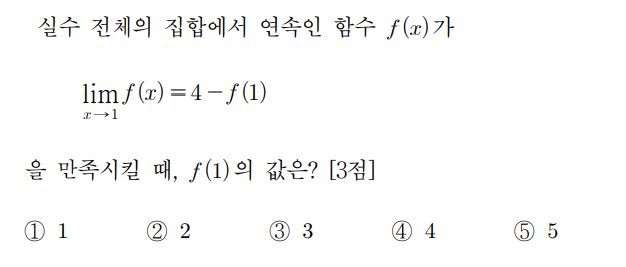 실수 전체의 집합에서 연속인 함수 f(x)가
lim f(x)=4-f(1)
x→1
을 만족시킬 때, f(1)의 값은? [3점]
① 1 ② 2 ③ 3 ④ 4 ⑤ 5